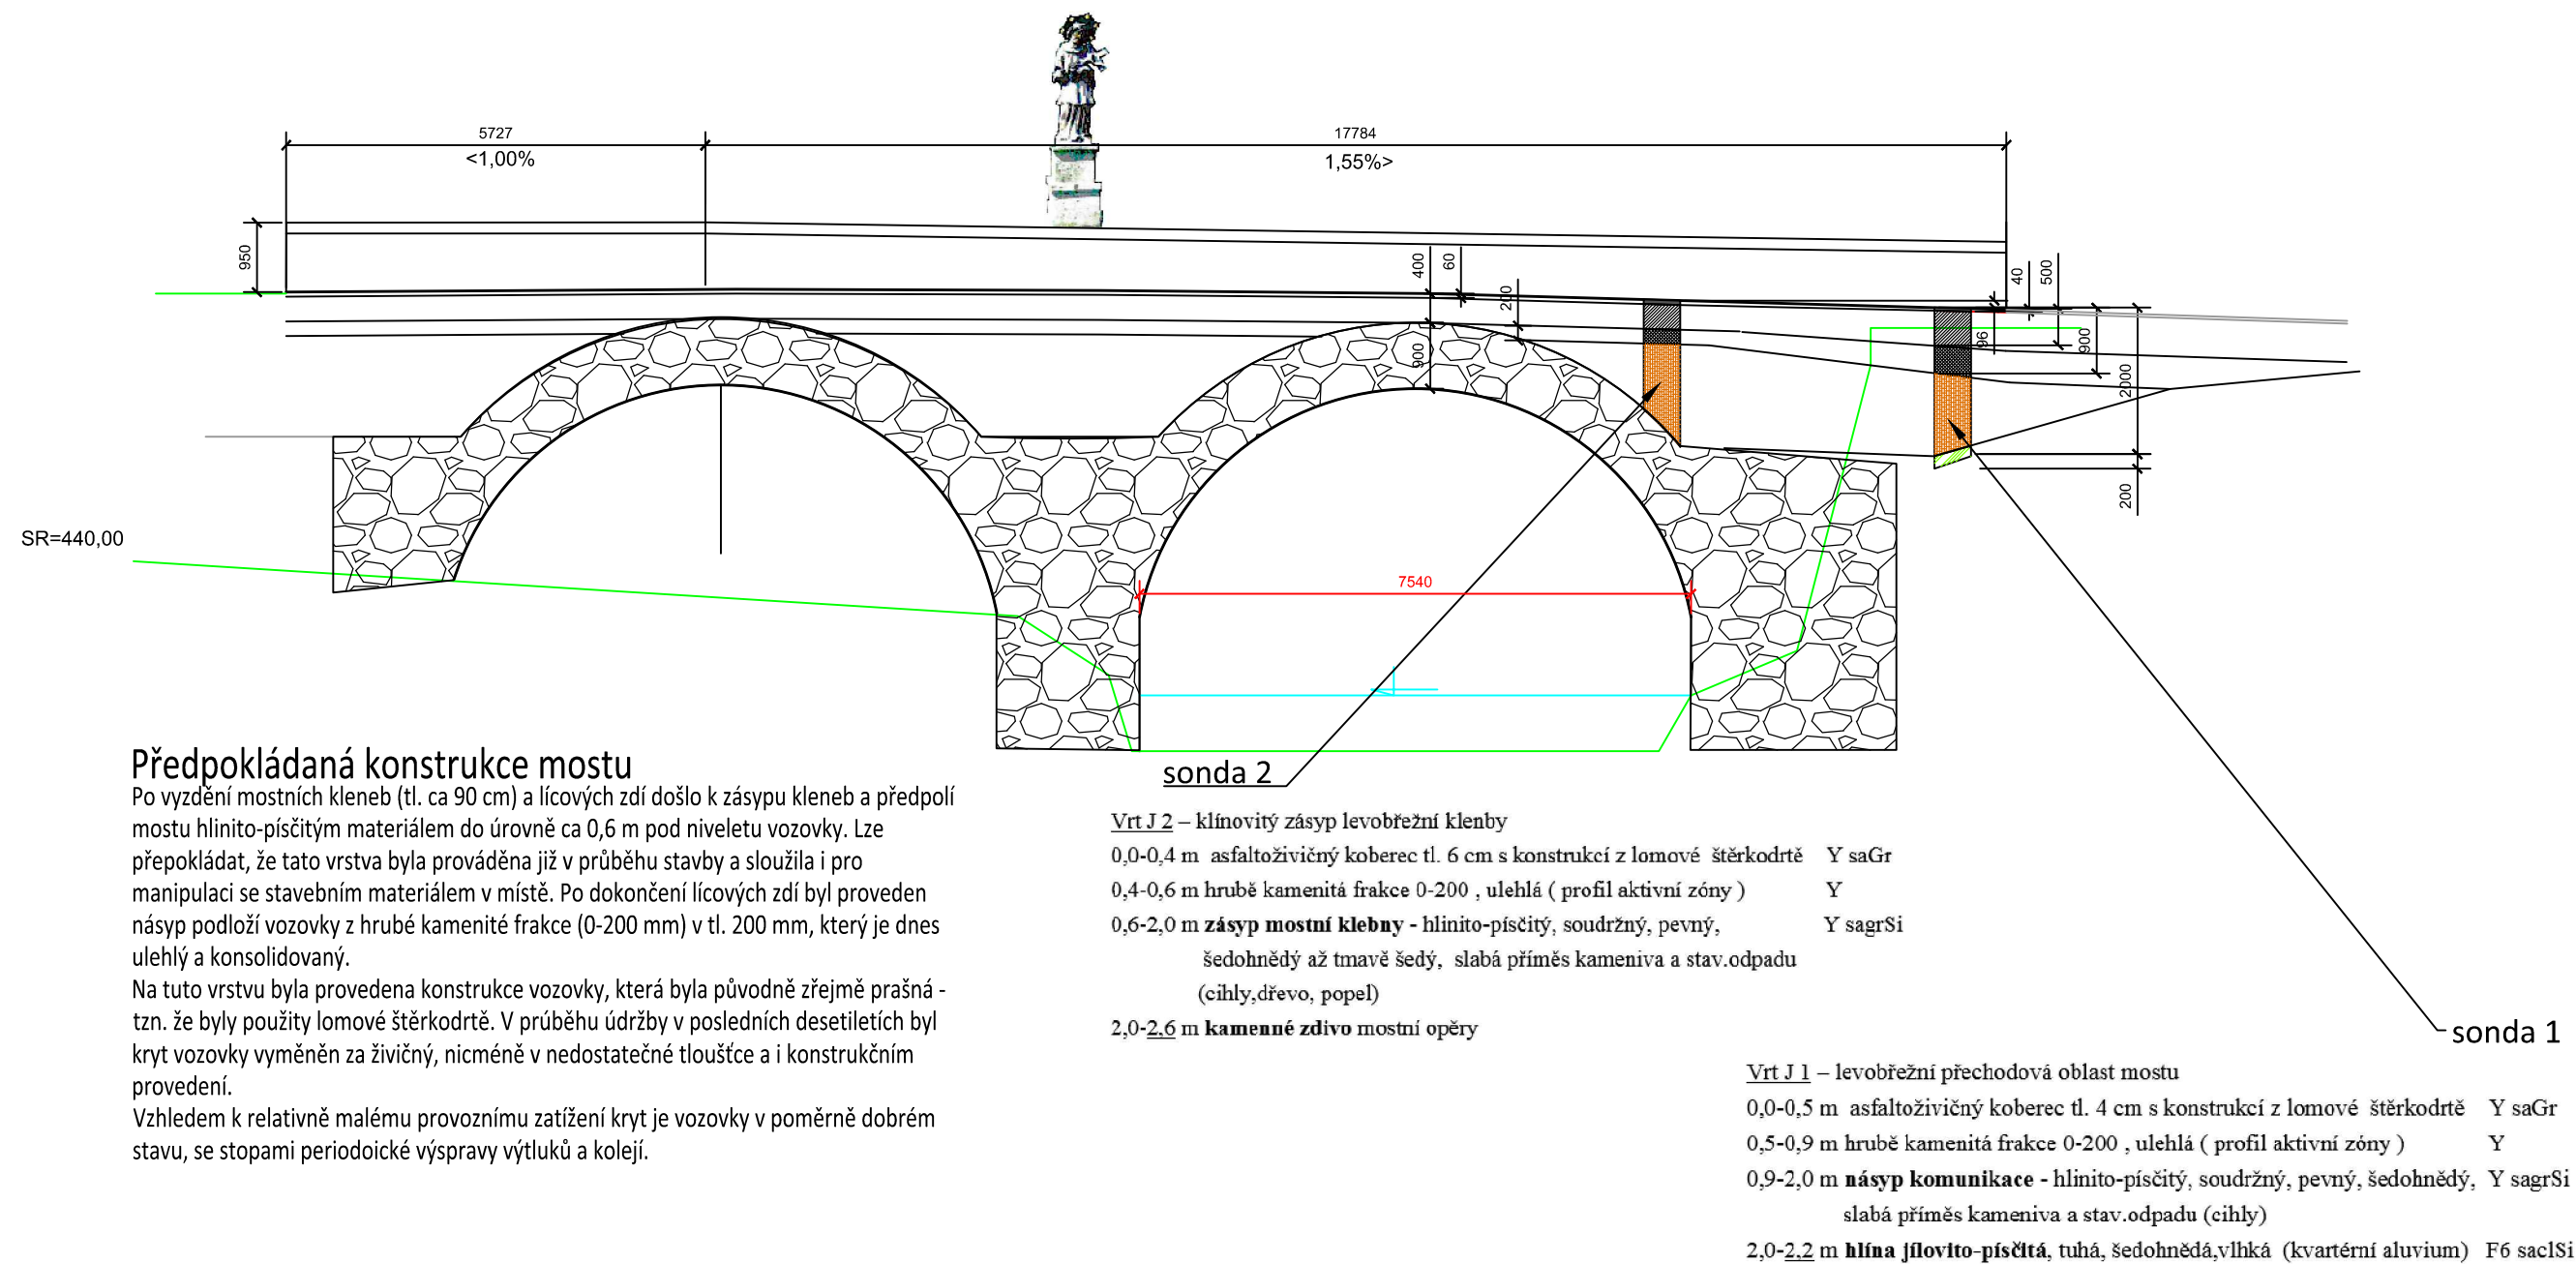 5727
17784
<1,00%
1,55%>
950
400
60
200
900
40
500
96
900
2000
200
SR=440,00
7540
Předpokládaná konstrukce mostu
Po vyzdění mostních kleneb (tl. ca 90 cm) a lícových zdí došlo k zásypu kleneb a předpolí
mostu hlinito-písčitým materiálem do úrovně ca 0,6 m pod niveletu vozovky. Lze
přepokládat, že tato vrstva byla prováděna již v průběhu stavby a sloužila i pro
manipulaci se stavebním materiálem v místě. Po dokončení lícových zdí byl proveden
násyp podloží vozovky z hrubé kamenité frakce (0-200 mm) v tl. 200 mm, který je dnes
ulehlý a konsolidovaný.
Na tuto vrstvu byla provedena konstrukce vozovky, která byla původně zřejmě prašná -
tzn. že byly použity lomové štěrkodrtě. V průběhu údržby v posledních desetiletích byl
kryt vozovky vyměněn za živičný, nicméně v nedostatečné tloušťce a i konstrukčním
provedení.
Vzhledem k relativně malému provoznímu zatížení kryt je vozovky v poměrně dobrém
stavu, se stopami periodoické výspravy výtluků a kolejí.
sonda 2
Vrt J 2 – klínovitý zásyp levobřežní klenby
0,0-0,4 m asfaltoživičný koberec tl. 6 cm s konstrukcí z lomové štěrkodrtě Y saGr
0,4-0,6 m hrubě kamenitá frakce 0-200 , ulehlá ( profil aktivní zóny ) Y
0,6-2,0 m zásyp mostní klebny - hlinito-písčitý, soudržný, pevný, Y sagrSi
šedohnědý až tmavě šedý, slabá příměs kameniva a stav.odpadu
(cihly,dřevo, popel)
2,0-2,6 m kamenné zdivo mostní opěry
sonda 1
Vrt J 1 – levobřežní přechodová oblast mostu
0,0-0,5 m asfaltoživičný koberec tl. 4 cm s konstrukcí z lomové štěrkodrtě Y saGr
0,5-0,9 m hrubě kamenitá frakce 0-200 , ulehlá ( profil aktivní zóny ) Y
0,9-2,0 m násyp komunikace - hlinito-písčitý, soudržný, pevný, šedohnědý, Y sagrSi
slabá příměs kameniva a stav.odpadu (cihly)
2,0-2,2 m hlína jílovito-písčitá, tuhá, šedohnědá,vlhká (kvartérní aluvium) F6 saclSi